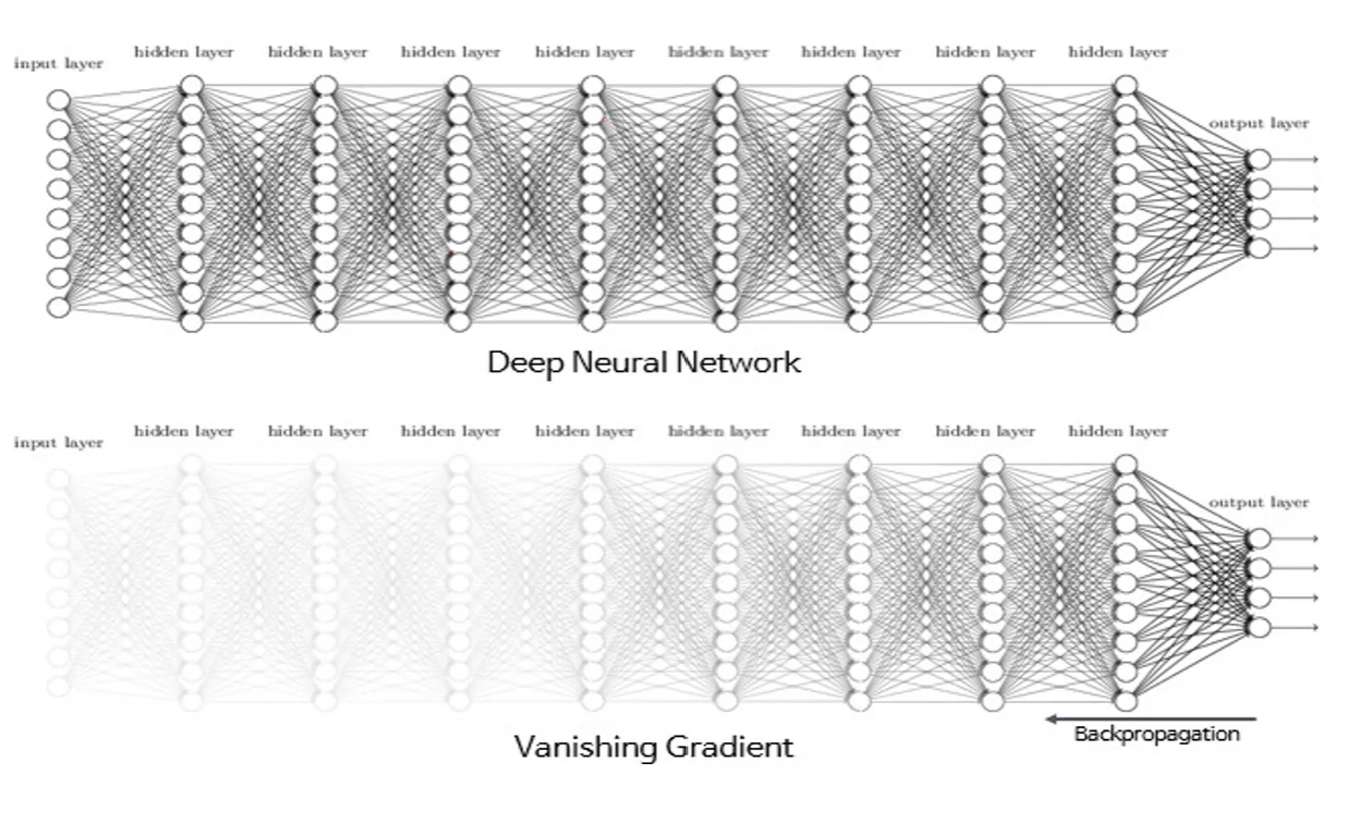 hidden layer hidden layer hidden layer hidden layer hidden layer hidden layer hidden layer hidden layer
input layer
output layer
Deep Neural Network
hidden layer hidden layer hidden layer hidden layer hidden layer hidden layer hidden layer hidden layer
input layer
output layer
Backpropagation
Vanishing Gradient